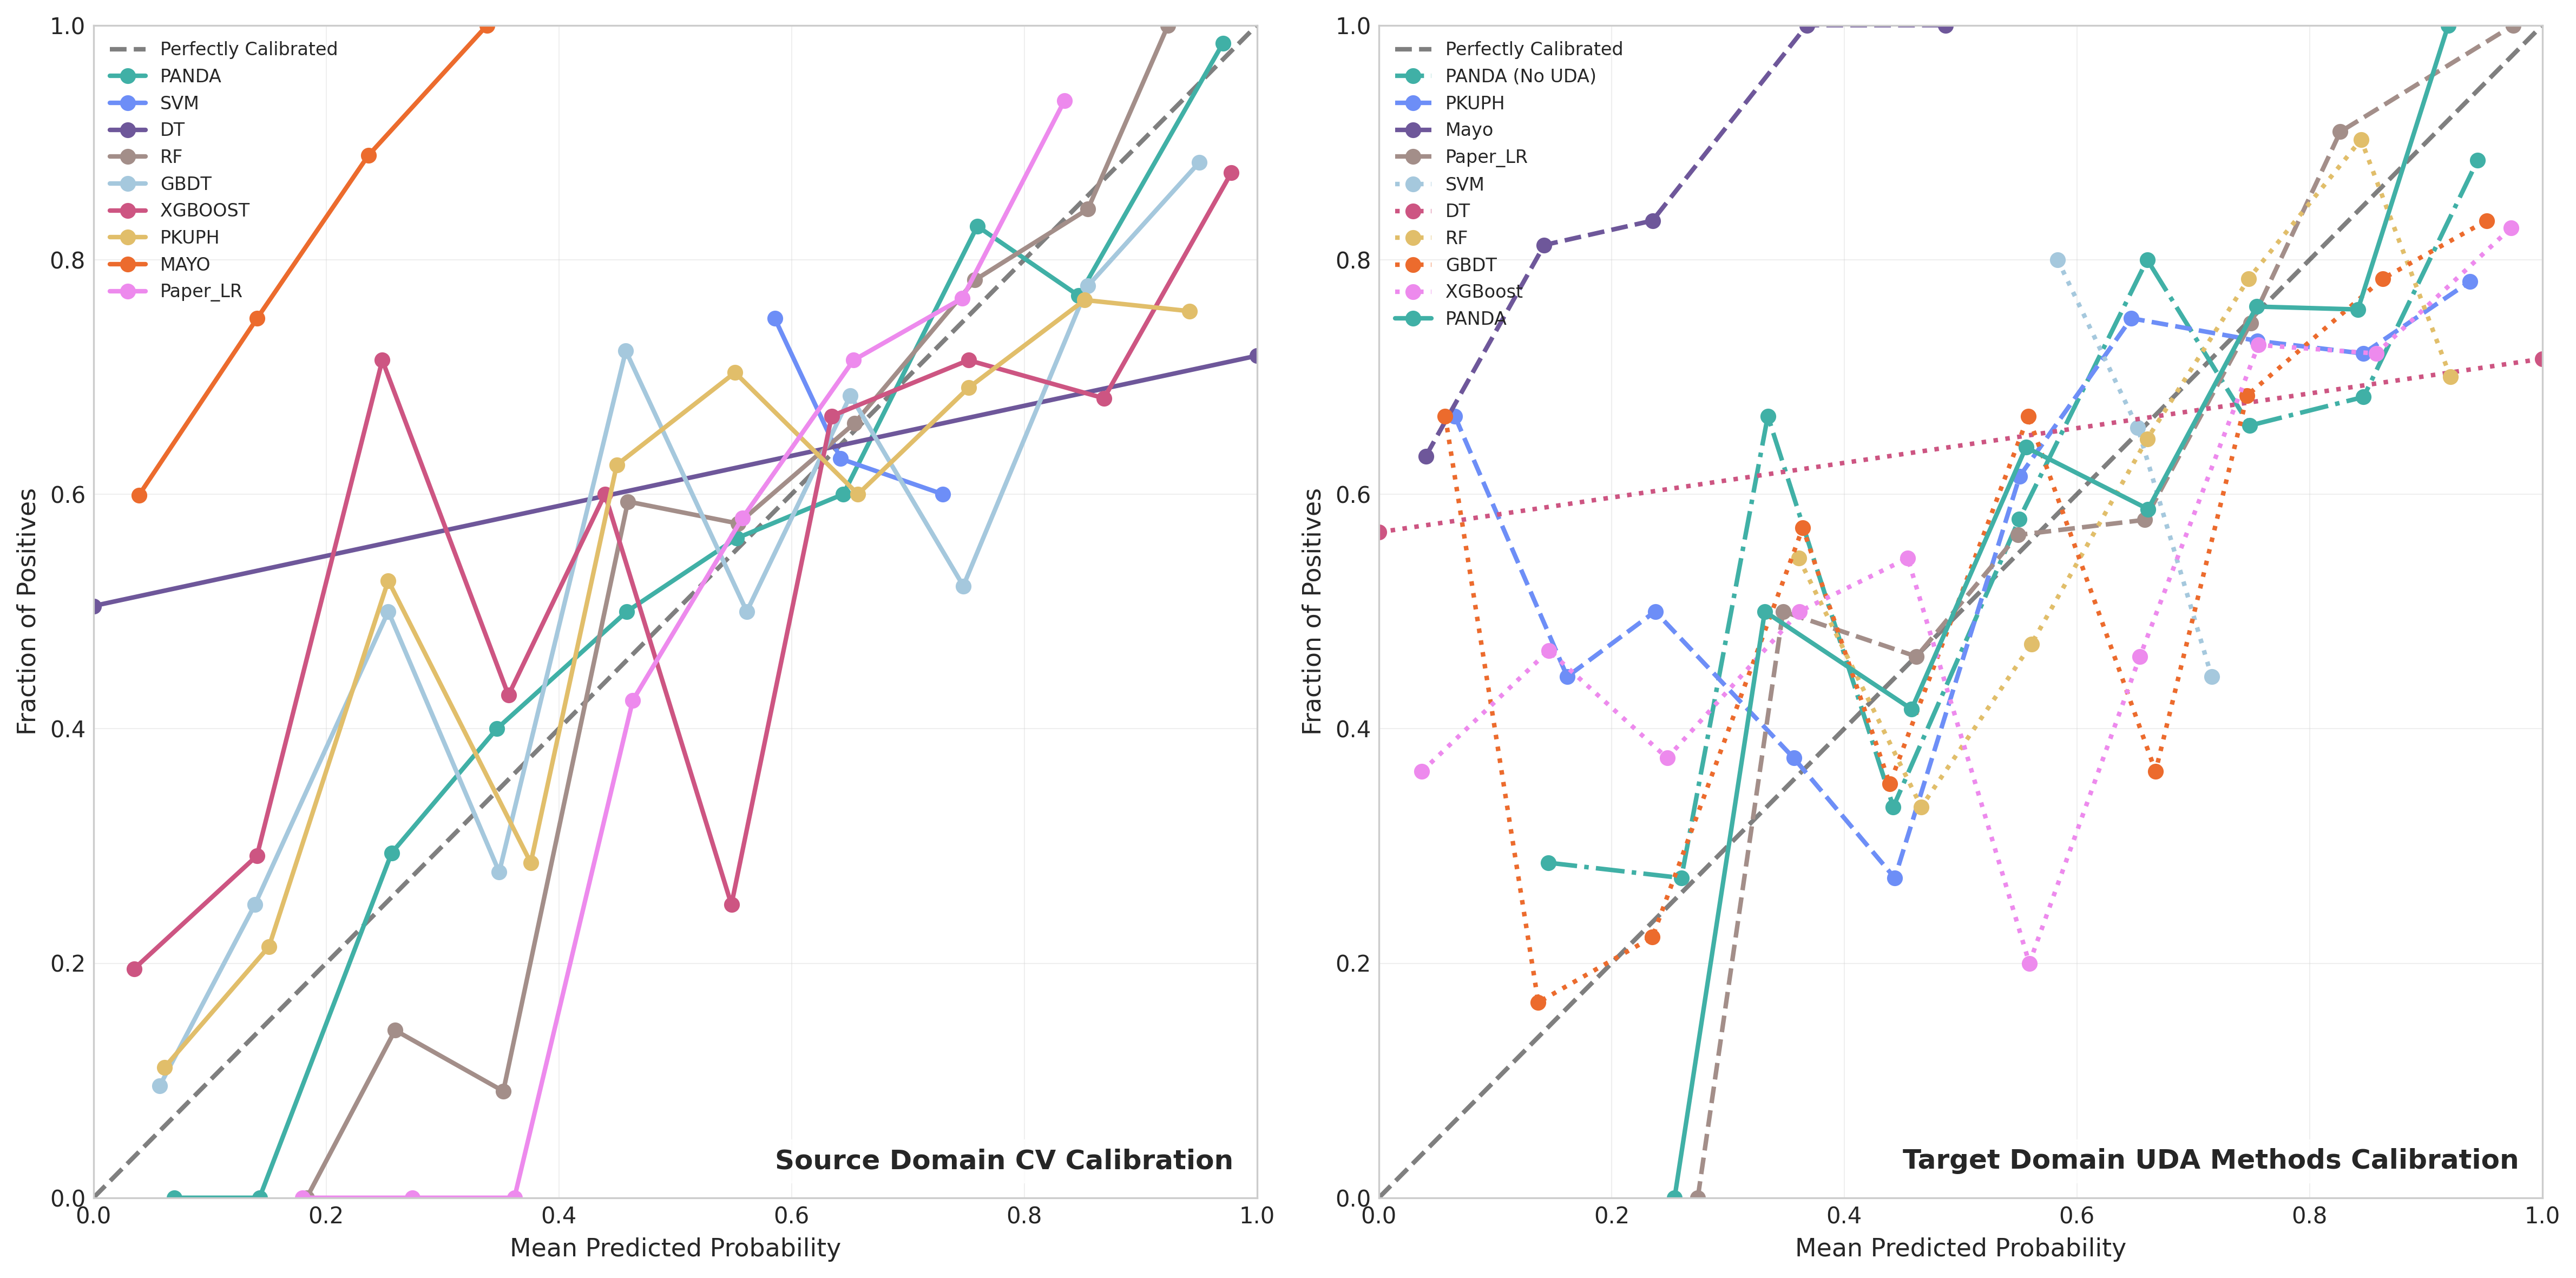 1.0
0.8
0.6
0.4
0.2
0.0
Fraction of Positives
Perfectly Calibrated
PANDA
SVM
DT
RF
GBDT
XGBOOST
PKUPH
MAYO
Paper_LR
Source Domain CV Calibration
0.0 0.2 0.4 0.6 0.8 1.0
Mean Predicted Probability
1.0
0.8
0.6
0.4
0.2
0.0
Fraction of Positives
Perfectly Calibrated
PANDA (No UDA)
PKUPH
Mayo
Paper_LR
SVM
DT
RF
GBDT
XGBoost
PANDA
Target Domain UDA Methods Calibration
0.0 0.2 0.4 0.6 0.8 1.0
Mean Predicted Probability